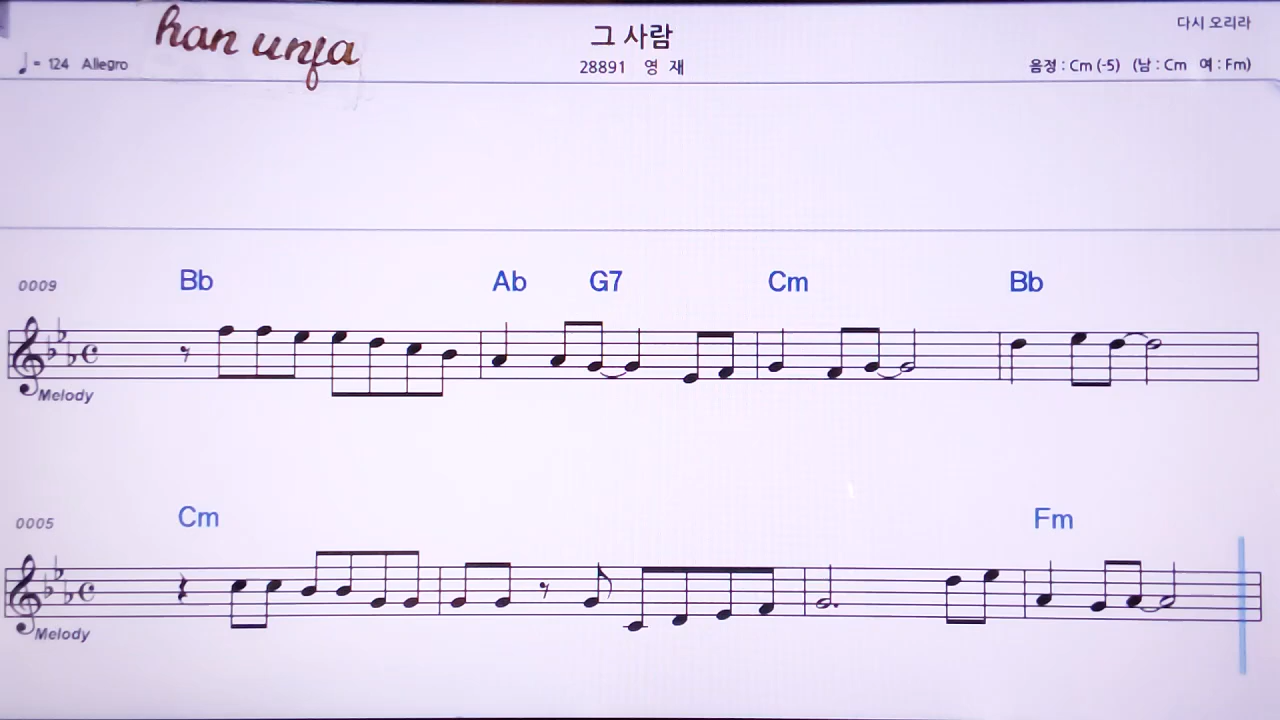 han unfa
그 사람
다시 오리라
♩= 124 Allegro
28891 영 재
음정 : Cm (-5) (남 : Cm 여 : Fm)
0009
Bb Ab G7 Cm Bb
Melody
0005
Cm Fm
Melody